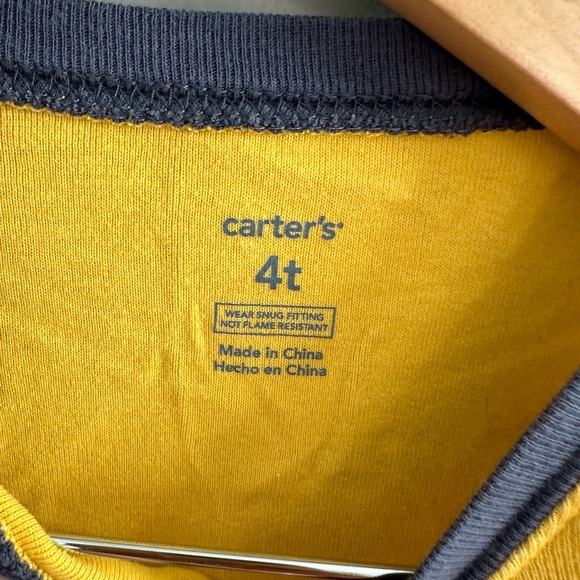 carter's
4t
WEAR SNUG FITTING
NOT FLAME RESISTANT
Made in China
Hecho en China